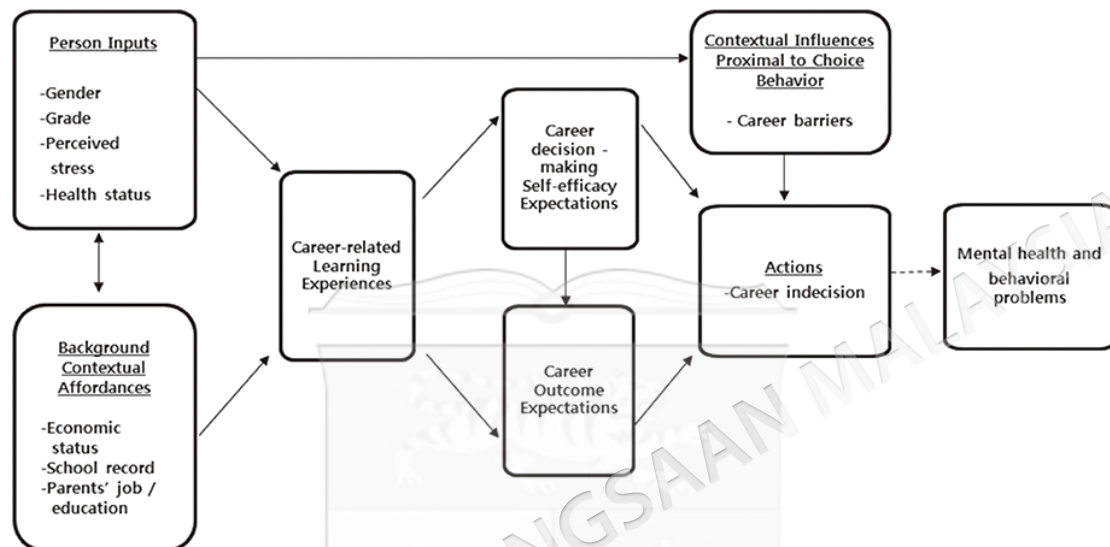 Person Inputs
-Gender
-Grade
-Perceived
stress
-Health status
Background
Contextual
Affordances
-Economic
status
-School record
-Parents' job /
education
Career-related
Learning
Experiences
Career
decision -
making
Self-efficacy
Expectations
Career
Outcome
Expectations
Contextual Influences
Proximal to Choice
Behavior
- Career barriers
Actions
-Career indecision
Mental health and
behavioral
problems
NGSAAN MALAYSIA